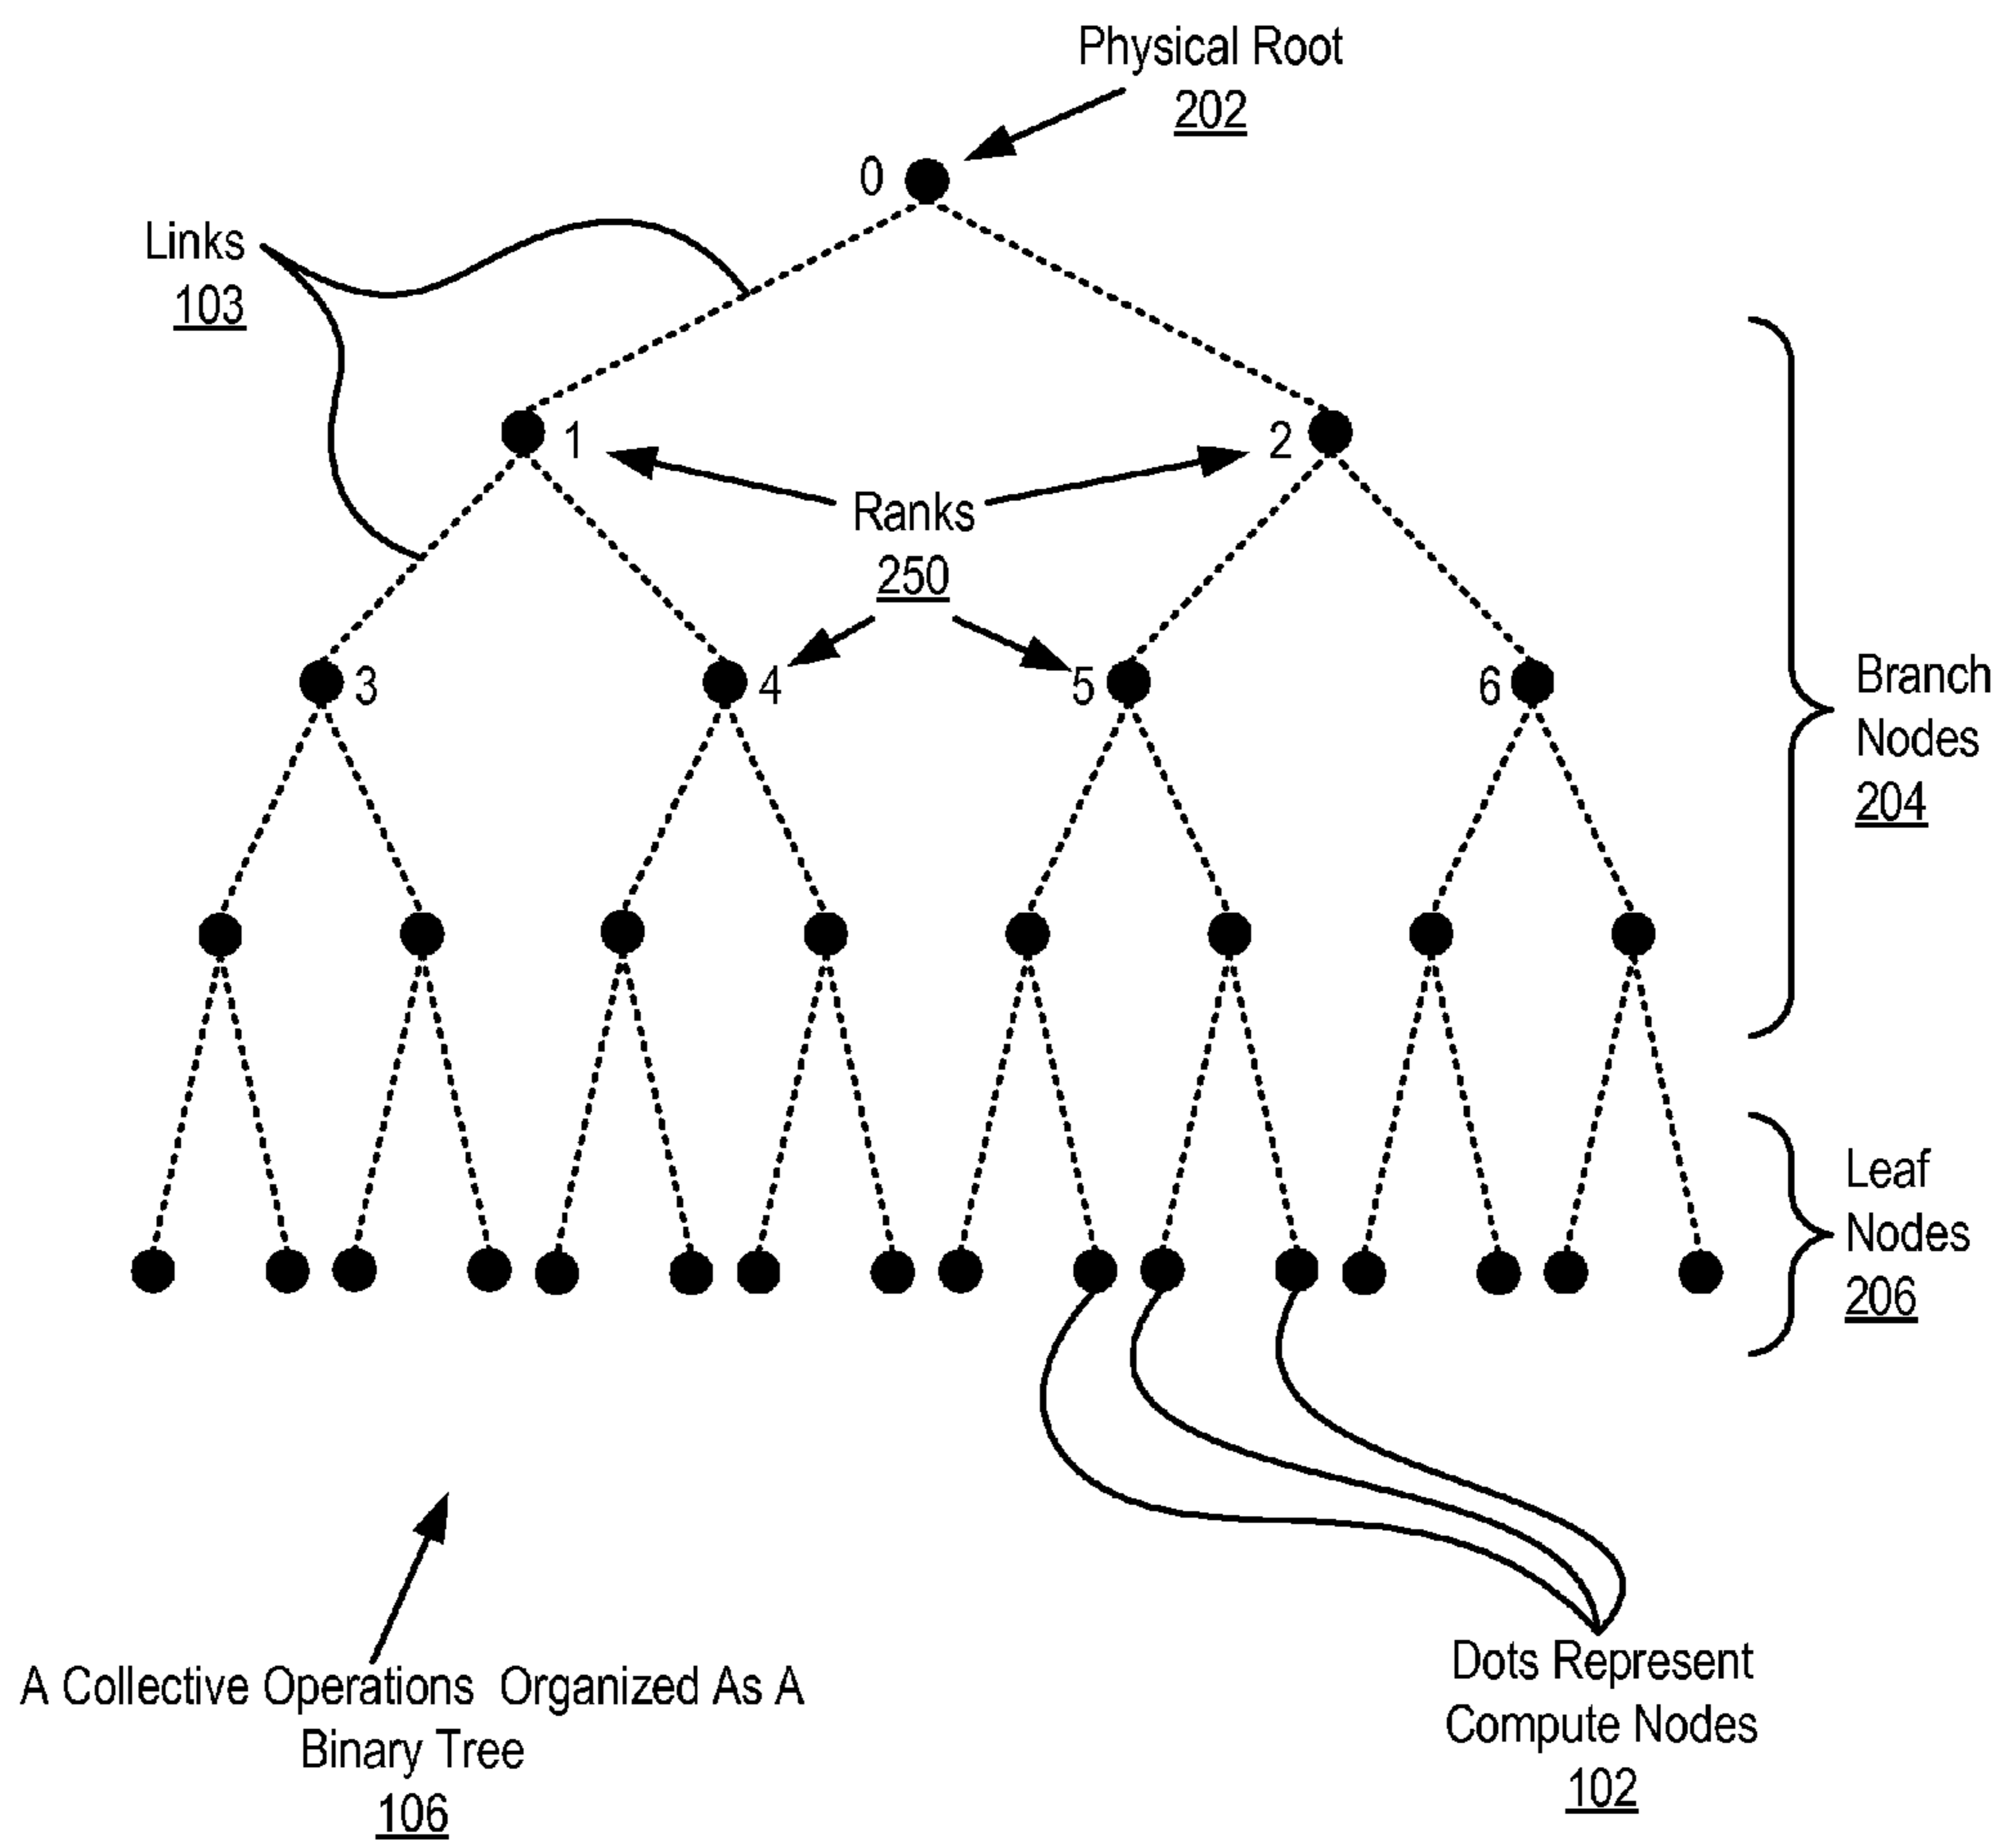 Physical Root
202
0
Links
103
1
2
Ranks
250
3
4
5
6
Branch
Nodes
204
Leaf
Nodes
206
A Collective Operations Organized As A
Binary Tree
106
Dots Represent
Compute Nodes
102